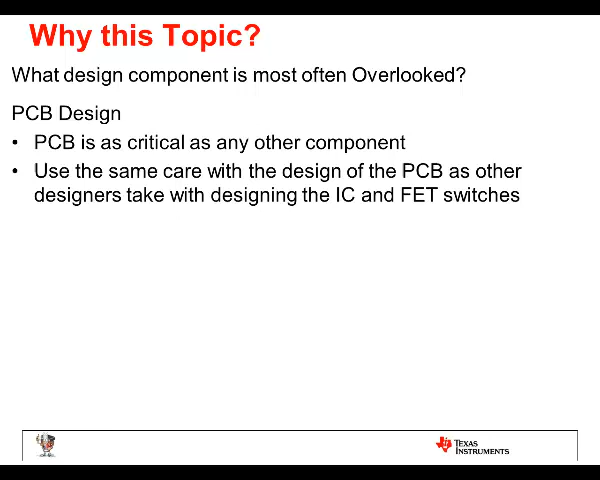 Why this Topic?
What design component is most often Overlooked?
PCB Design
• PCB is as critical as any other component
• Use the same care with the design of the PCB as other
designers take with designing the IC and FET switches
TEXAS
INSTRUMENTS